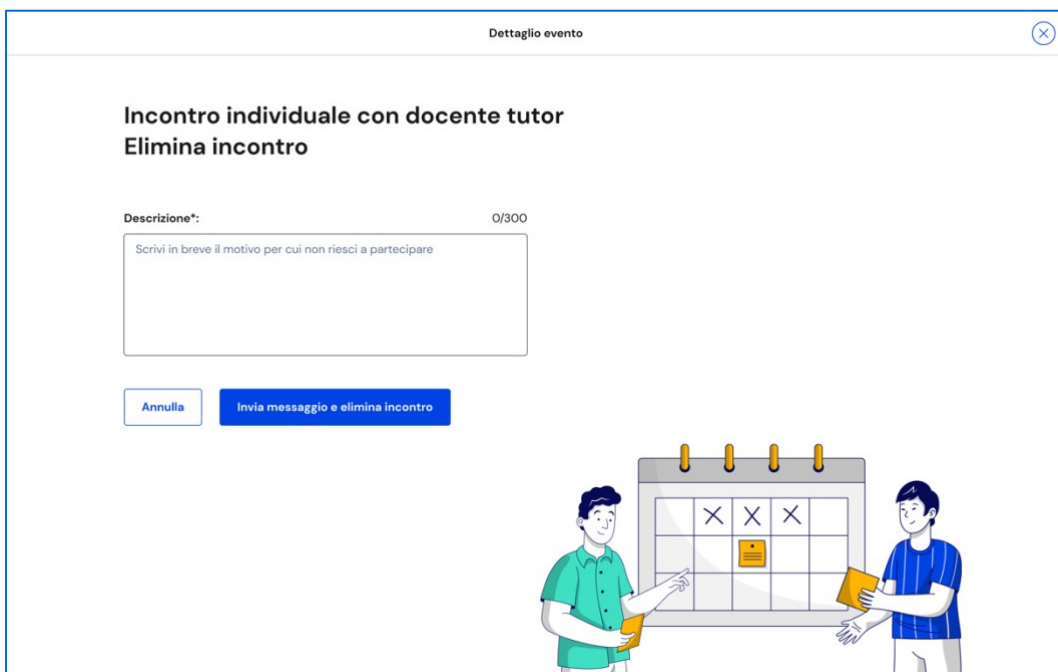 Dettaglio evento
Incontro individuale con docente tutor
Elimina incontro
Descrizione*: 0/300
Scrivi in breve il motivo per cui non riesci a partecipare
Annulla Invia messaggio e elimina incontro